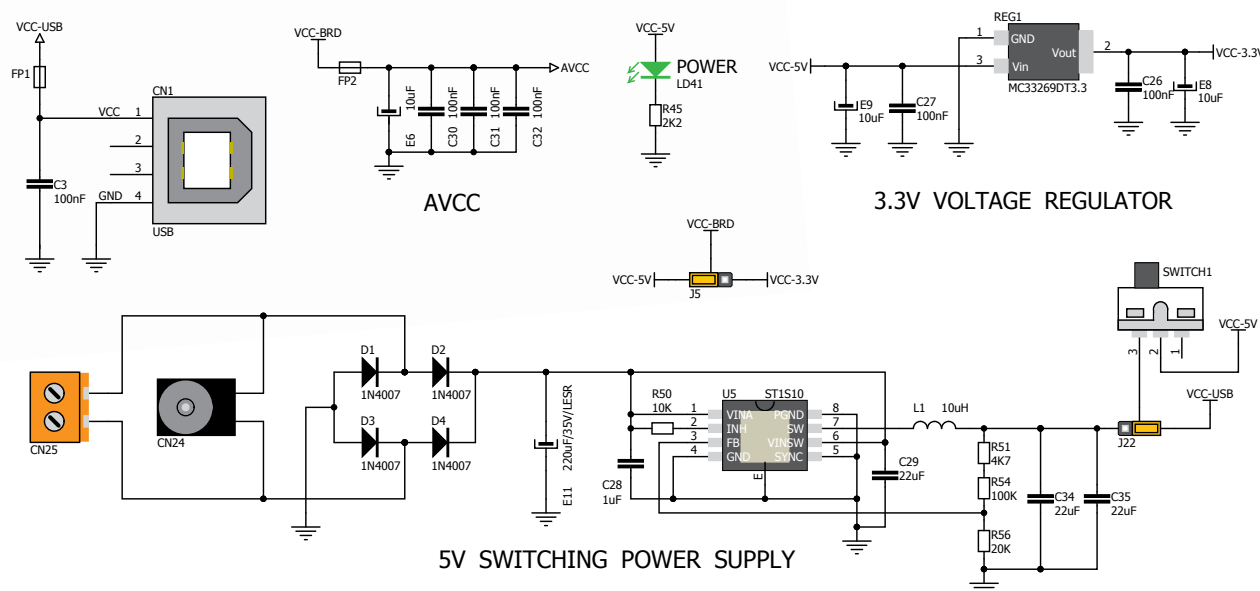 VCC-USB
FP1
CN1
VCC 1
2
3
GND 4
C3
100nF
USB
VCC-BRD
FP2
AVCC
E6 10uF
C30 100nF
C31 100nF
C32 100nF
AVCC
VCC-5V
POWER
LD41
R45
2K2
REG1
1 GND
3 Vin
Vout 2
MC33269DT3.3
VCC-5V
VCC-3.3V
E9
10uF
C27
100nF
C26
100nF
E8
10uF
3.3V VOLTAGE REGULATOR
VCC-BRD
VCC-5V
VCC-3.3V
J5
SWITCH1
3 2 1
VCC-5V
VCC-USB
J22
CN25
CN24
D1
1N4007
D2
1N4007
D3
1N4007
D4
1N4007
E11 220uF/35V/LESR
R50
10K
C28
1uF
U5 ST1S10
1 VINA PGND 8
2 INH SW 7
3 FB VINSW 6
4 GND SYNC 5
E
C29
22uF
L1 10uH
R51
4K7
R54
100K
R56
20K
C34
22uF
C35
22uF
5V SWITCHING POWER SUPPLY